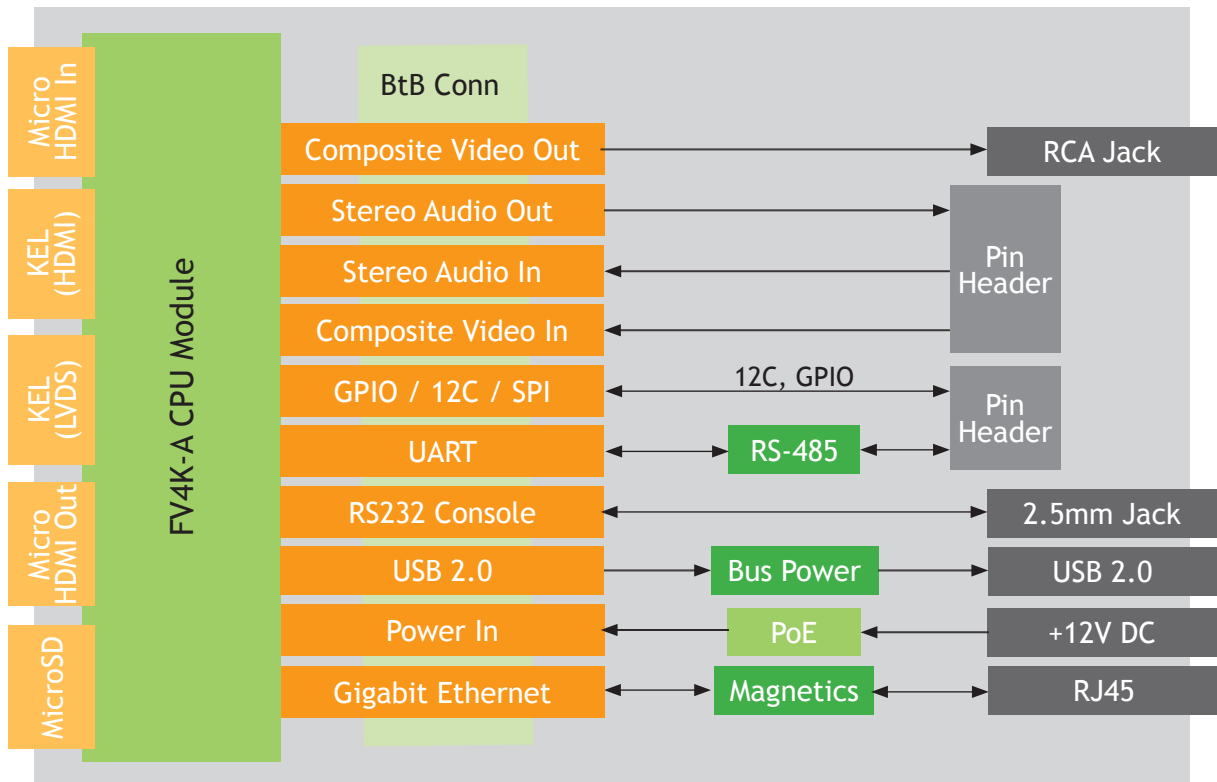 Micro
HDMI In
KEL
(HDMI)
KEL
(LVDS)
Micro
HDMI Out
MicroSD
FV4K-A CPU Module
BtB Conn
Composite Video Out
RCA Jack
Stereo Audio Out
Stereo Audio In
Composite Video In
Pin
Header
GPIO / 12C / SPI
12C, GPIO
UART
RS-485
Pin
Header
RS232 Console
2.5mm Jack
USB 2.0
Bus Power
USB 2.0
Power In
PoE
+12V DC
Gigabit Ethernet
Magnetics
RJ45